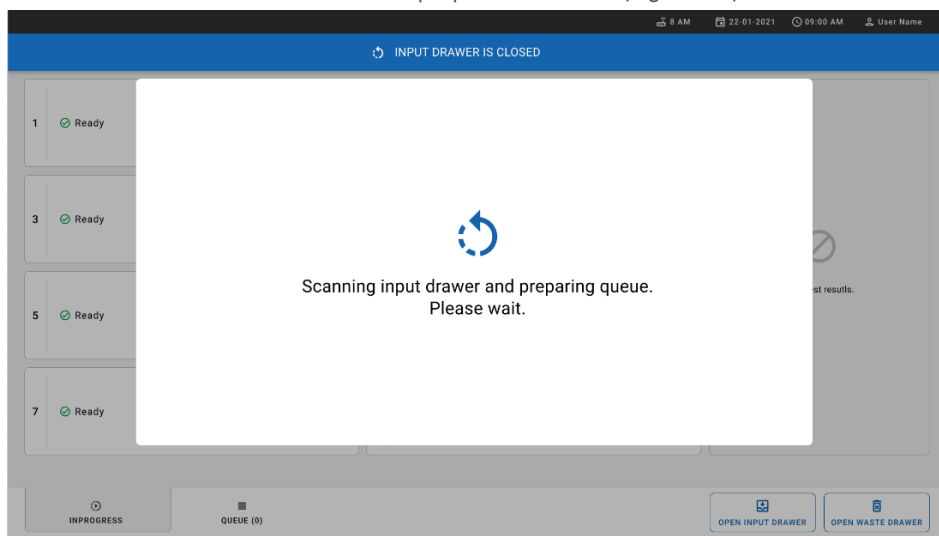 8 AM 22-01-2021 09:00 AM User Name
INPUT DRAWER IS CLOSED
1 Ready
3 Ready
Scanning input drawer and preparing queue.
Please wait.
st resutls.
5 Ready
7 Ready
INPROGRESS
QUEUE (0)
OPEN INPUT DRAWER
OPEN WASTE DRAWER